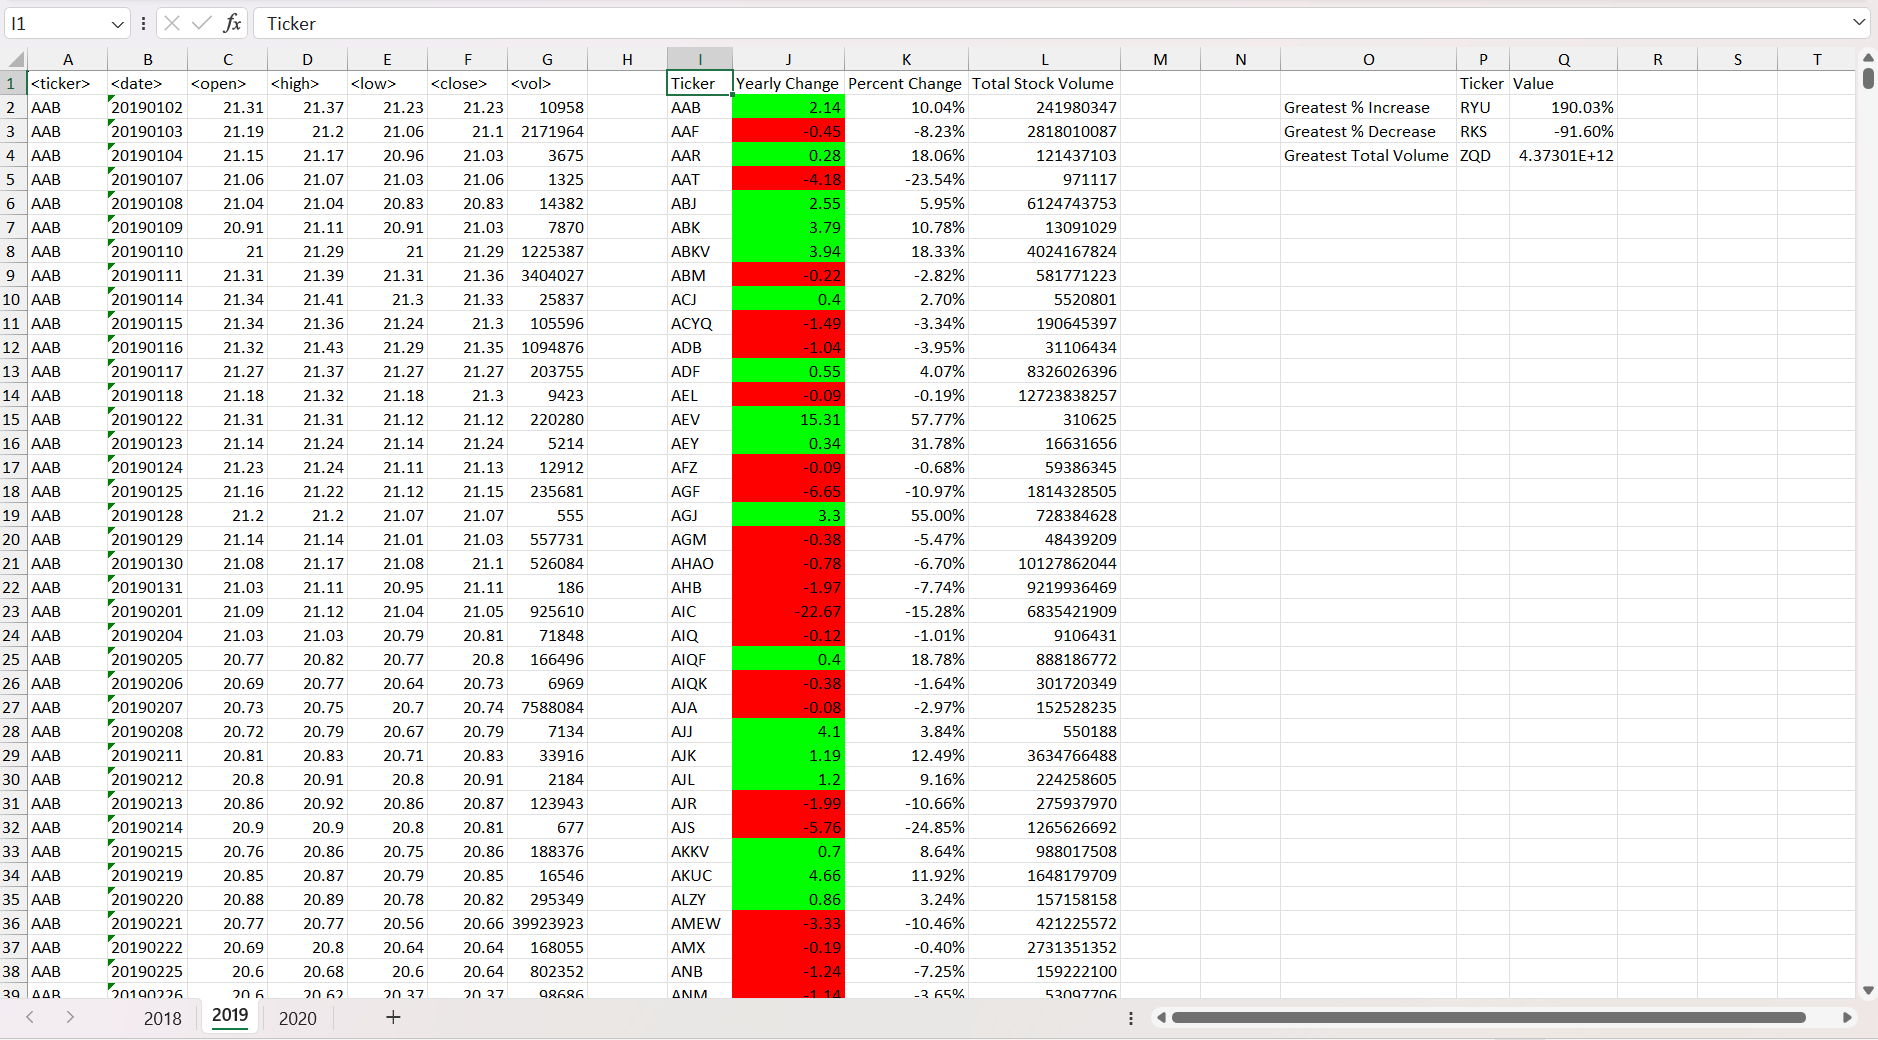 I1 fx Ticker
A B C D E F G H I J K L M N O P Q R S T
1 <ticker> <date> <open> <high> <low> <close> <vol> Ticker Yearly Change Percent Change Total Stock Volume Ticker Value
2 AAB 20190102 21.31 21.37 21.23 21.23 10958 AAB 2.14 10.04% 241980347 Greatest % Increase RYU 190.03%
3 AAB 20190103 21.19 21.2 21.06 21.1 2171964 AAF -0.45 -8.23% 2818010087 Greatest % Decrease RKS -91.60%
4 AAB 20190104 21.15 21.17 20.96 21.03 3675 AAR 0.28 18.06% 121437103 Greatest Total Volume ZQD 4.37301E+12
5 AAB 20190107 21.06 21.07 21.03 21.06 1325 AAT -4.18 -23.54% 971117
6 AAB 20190108 21.04 21.04 20.83 20.83 14382 ABJ 2.55 5.95% 6124743753
7 AAB 20190109 20.91 21.11 20.91 21.03 7870 ABK 3.79 10.78% 13091029
8 AAB 20190110 21 21.29 21 21.29 1225387 ABKV 3.94 18.33% 4024167824
9 AAB 20190111 21.31 21.39 21.31 21.36 3404027 ABM -0.22 -2.82% 581771223
10 AAB 20190114 21.34 21.41 21.3 21.33 25837 ACJ 0.4 2.70% 5520801
11 AAB 20190115 21.34 21.36 21.24 21.3 105596 ACYQ -1.49 -3.34% 190645397
12 AAB 20190116 21.32 21.43 21.29 21.35 1094876 ADB -1.04 -3.95% 31106434
13 AAB 20190117 21.27 21.37 21.27 21.27 203755 ADF 0.55 4.07% 8326026396
14 AAB 20190118 21.18 21.32 21.18 21.3 9423 AEL -0.09 -0.19% 12723838257
15 AAB 20190122 21.31 21.31 21.12 21.12 220280 AEV 15.31 57.77% 310625
16 AAB 20190123 21.14 21.24 21.14 21.24 5214 AEY 0.34 31.78% 16631656
17 AAB 20190124 21.23 21.24 21.11 21.13 12912 AFZ -0.09 -0.68% 59386345
18 AAB 20190125 21.16 21.22 21.12 21.15 235681 AGF -6.65 -10.97% 1814328505
19 AAB 20190128 21.2 21.2 21.07 21.07 555 AGJ 3.3 55.00% 728384628
20 AAB 20190129 21.14 21.14 21.01 21.03 557731 AGM -0.38 -5.47% 48439209
21 AAB 20190130 21.08 21.17 21.08 21.1 526084 AHAO -0.78 -6.70% 10127862044
22 AAB 20190131 21.03 21.11 20.95 21.11 186 AHB -1.97 -7.74% 9219936469
23 AAB 20190201 21.09 21.12 21.04 21.05 925610 AIC -22.67 -15.28% 6835421909
24 AAB 20190204 21.03 21.03 20.79 20.81 71848 AIQ -0.12 -1.01% 9106431
25 AAB 20190205 20.77 20.82 20.77 20.8 166496 AIQF 0.4 18.78% 888186772
26 AAB 20190206 20.69 20.77 20.64 20.73 6969 AIQK -0.38 -1.64% 301720349
27 AAB 20190207 20.73 20.75 20.7 20.74 7588084 AJA -0.08 -2.97% 152528235
28 AAB 20190208 20.72 20.79 20.67 20.79 7134 AJJ 4.1 3.84% 550188
29 AAB 20190211 20.81 20.83 20.71 20.83 33916 AJK 1.19 12.49% 3634766488
30 AAB 20190212 20.8 20.91 20.8 20.91 2184 AJL 1.2 9.16% 224258605
31 AAB 20190213 20.86 20.92 20.86 20.87 123943 AJR -1.99 -10.66% 275937970
32 AAB 20190214 20.9 20.9 20.8 20.81 677 AJS -5.76 -24.85% 1265626692
33 AAB 20190215 20.76 20.86 20.75 20.86 188376 AKKV 0.7 8.64% 988017508
34 AAB 20190219 20.85 20.87 20.79 20.85 16546 AKUC 4.66 11.92% 1648179709
35 AAB 20190220 20.88 20.89 20.78 20.82 295349 ALZY 0.86 3.24% 157158158
36 AAB 20190221 20.77 20.77 20.56 20.66 39923923 AMEW -3.33 -10.46% 421225572
37 AAB 20190222 20.69 20.8 20.64 20.64 168055 AMX -0.19 -0.40% 2731351352
38 AAB 20190225 20.6 20.68 20.6 20.64 802352 ANB -1.24 -7.25% 159222100
39 AAB 20190226 20.6 20.62 20.37 20.37 98686 ANM -1.14 -3.65% 53097706
2018 2019 2020 +